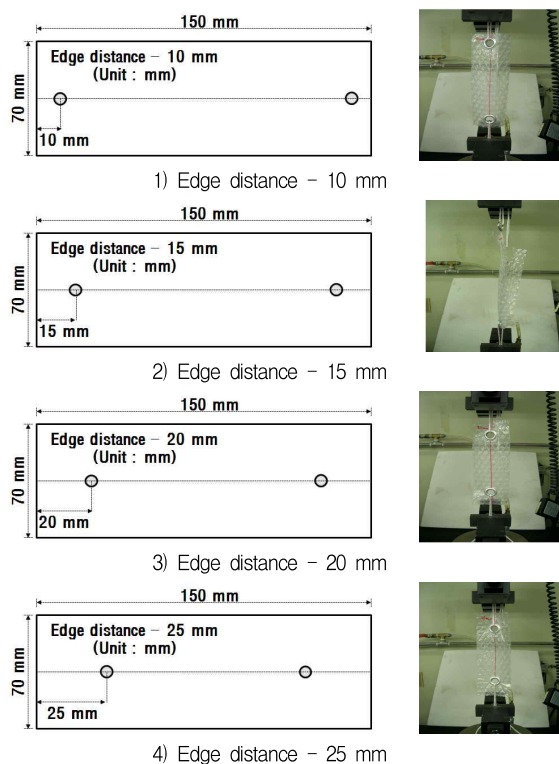 150 mm
Edge distance - 10 mm
(Unit : mm)
70 mm
10 mm
1) Edge distance - 10 mm
150 mm
Edge distance - 15 mm
(Unit : mm)
70 mm
15 mm
2) Edge distance - 15 mm
150 mm
Edge distance - 20 mm
(Unit : mm)
70 mm
20 mm
3) Edge distance - 20 mm
150 mm
Edge distance - 25 mm
(Unit : mm)
70 mm
25 mm
4) Edge distance - 25 mm